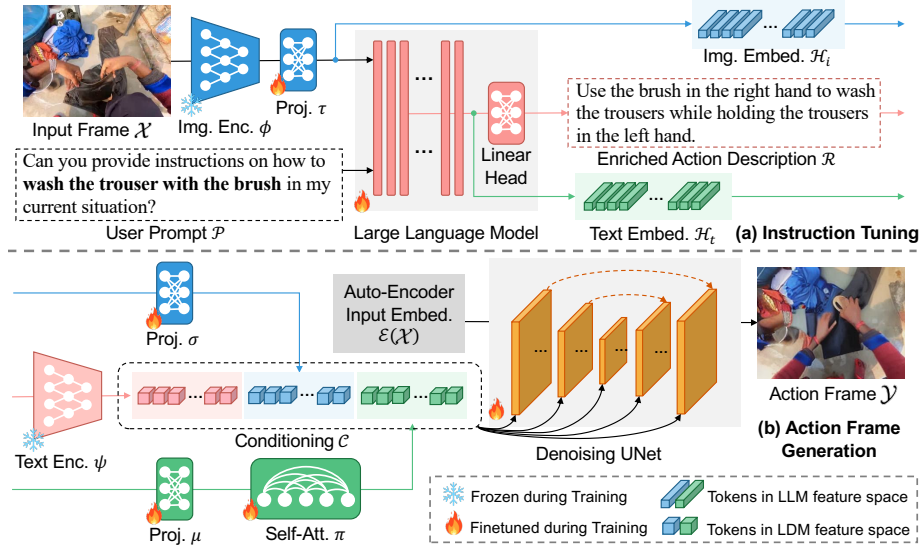 Input Frame 𝒳
Img. Enc. ϕ
Proj. τ
Img. Embed. ℋᵢ
Can you provide instructions on how to
wash the trouser with the brush in my
current situation?
User Prompt 𝒫
Large Language Model
Linear
Head
Use the brush in the right hand to wash
the trousers while holding the trousers
in the left hand.
Enriched Action Description ℛ
Text Embed. ℋₜ
(a) Instruction Tuning
Proj. σ
Text Enc. ψ
Conditioning 𝒞
Proj. μ
Self-Att. π
Auto-Encoder
Input Embed.
ℰ(𝒳)
Denoising UNet
Action Frame 𝒴
(b) Action Frame
Generation
Frozen during Training
Tokens in LLM feature space
Finetuned during Training
Tokens in LDM feature space